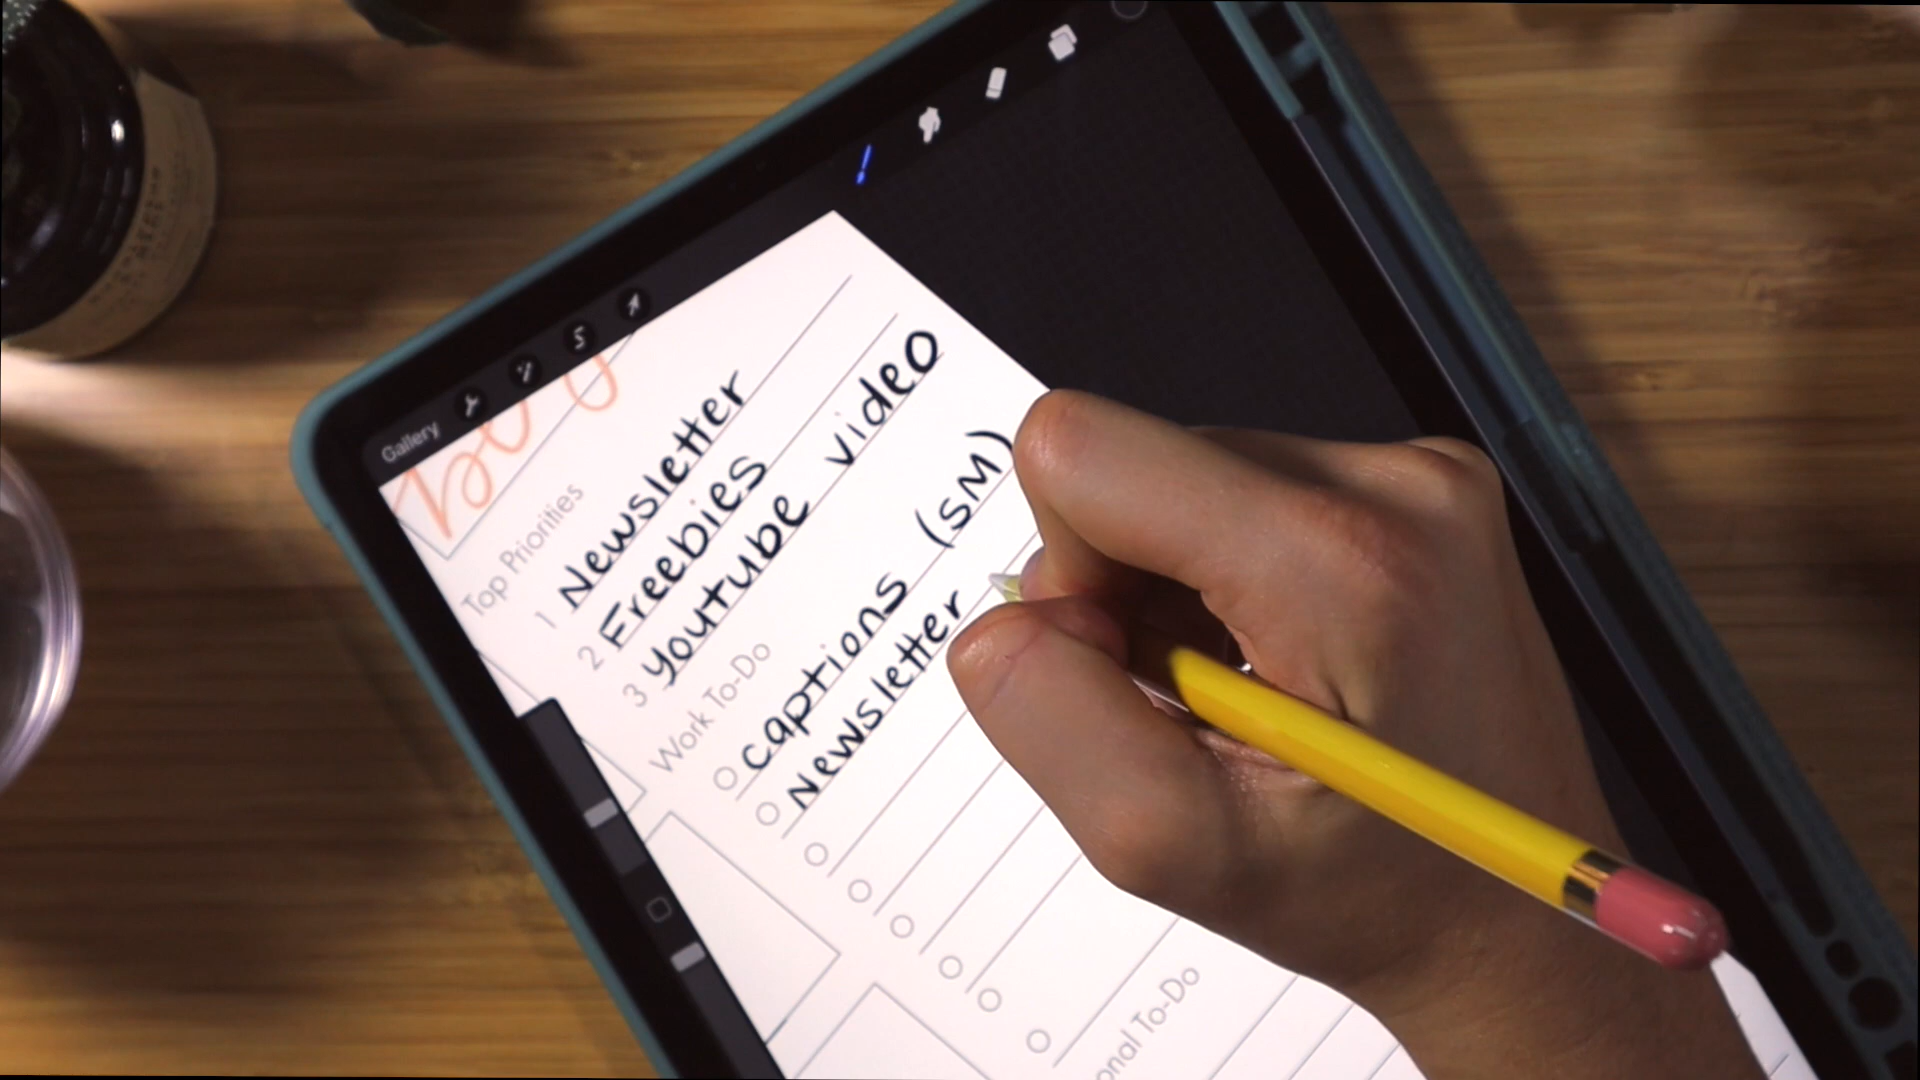 Gallery
Top Priorities
1 Newsletter
2 Freebies
3 Youtube video
Work To-Do
captions (SM)
Newsletter
onal To-Do